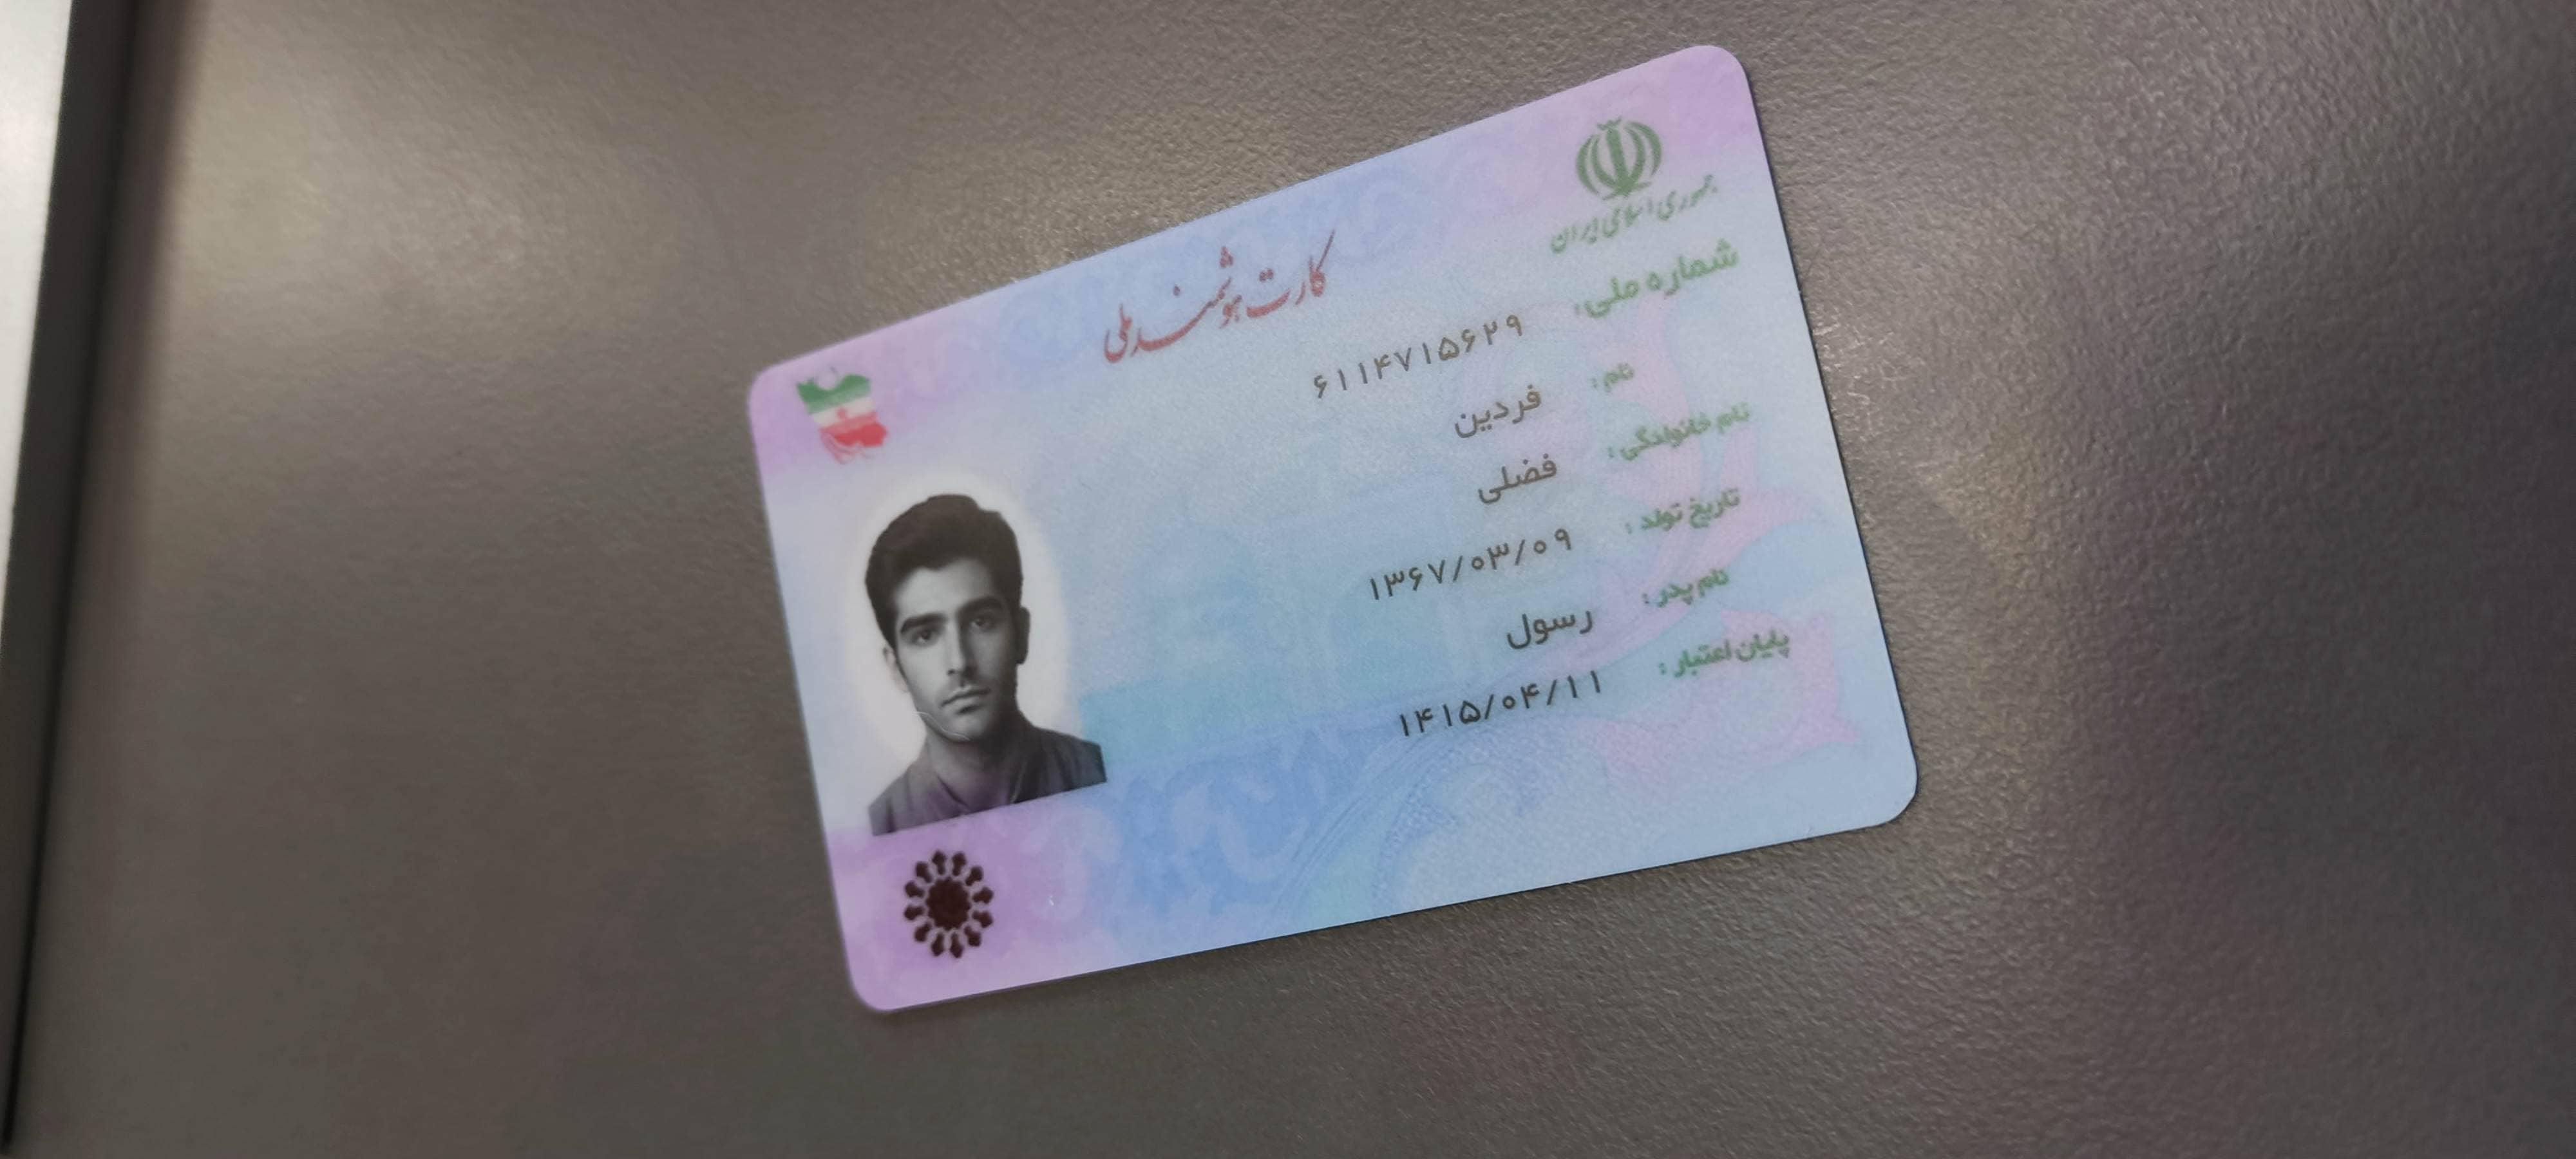 جمهوری اسلامی ایران
کارت هوشمند ملی
شماره ملی: ۶۱۱۴۷۱۵۶۲۹
نام: فردین
نام خانوادگی: فضلی
تاریخ تولد: ۱۳۶۷/۰۳/۰۹
نام پدر: رسول
پایان اعتبار: ۱۴۱۵/۰۴/۱۱